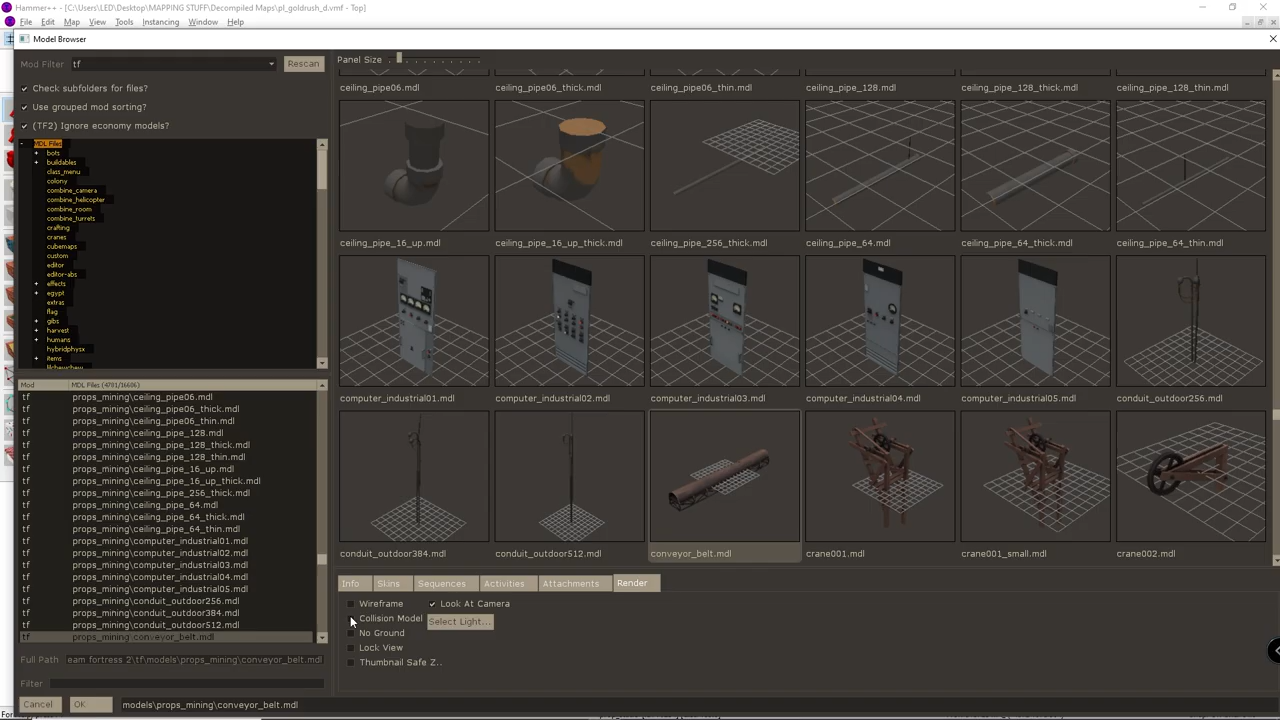 Hammer++ - [C:\Users\LED\Desktop\MAPPING STUFF\Decompiled Maps\pl_goldrush_d.vmf - Top]
File Edit Map View Tools Instancing Window Help
Model Browser
Mod Filter tf Rescan
Check subfolders for files?
Use grouped mod sorting?
(TF2) Ignore economy models?
MDL Files
bots
buildables
class_menu
colony
combine_camera
combine_helicopter
combine_room
combine_turrets
crafting
cranes
cubemaps
custom
editor
editor-abs
effects
egypt
extras
flag
gibs
harvest
humans
hybridphysx
items
Mod MDL Files (4781/16606)
tf props_mining\ceiling_pipe06.mdl
tf props_mining\ceiling_pipe06_thick.mdl
tf props_mining\ceiling_pipe06_thin.mdl
tf props_mining\ceiling_pipe_128.mdl
tf props_mining\ceiling_pipe_128_thick.mdl
tf props_mining\ceiling_pipe_128_thin.mdl
tf props_mining\ceiling_pipe_16_up.mdl
tf props_mining\ceiling_pipe_16_up_thick.mdl
tf props_mining\ceiling_pipe_256_thick.mdl
tf props_mining\ceiling_pipe_64.mdl
tf props_mining\ceiling_pipe_64_thick.mdl
tf props_mining\ceiling_pipe_64_thin.mdl
tf props_mining\computer_industrial01.mdl
tf props_mining\computer_industrial02.mdl
tf props_mining\computer_industrial03.mdl
tf props_mining\computer_industrial04.mdl
tf props_mining\computer_industrial05.mdl
tf props_mining\conduit_outdoor256.mdl
tf props_mining\conduit_outdoor384.mdl
tf props_mining\conduit_outdoor512.mdl
tf props_mining\conveyor_belt.mdl
Full Path eam fortress 2\tf\models\props_mining\conveyor_belt.mdl
Filter
Cancel OK models\props_mining\conveyor_belt.mdl
Panel Size
ceiling_pipe06.mdl ceiling_pipe06_thick.mdl ceiling_pipe06_thin.mdl ceiling_pipe_128.mdl ceiling_pipe_128_thick.mdl ceiling_pipe_128_thin.mdl
ceiling_pipe_16_up.mdl ceiling_pipe_16_up_thick.mdl ceiling_pipe_256_thick.mdl ceiling_pipe_64.mdl ceiling_pipe_64_thick.mdl ceiling_pipe_64_thin.mdl
computer_industrial01.mdl computer_industrial02.mdl computer_industrial03.mdl computer_industrial04.mdl computer_industrial05.mdl conduit_outdoor256.mdl
conduit_outdoor384.mdl conduit_outdoor512.mdl conveyor_belt.mdl crane001.mdl crane001_small.mdl crane002.mdl
Info Skins Sequences Activities Attachments Render
Wireframe Look At Camera
Collision Model Select Light...
No Ground
Lock View
Thumbnail Safe Z..